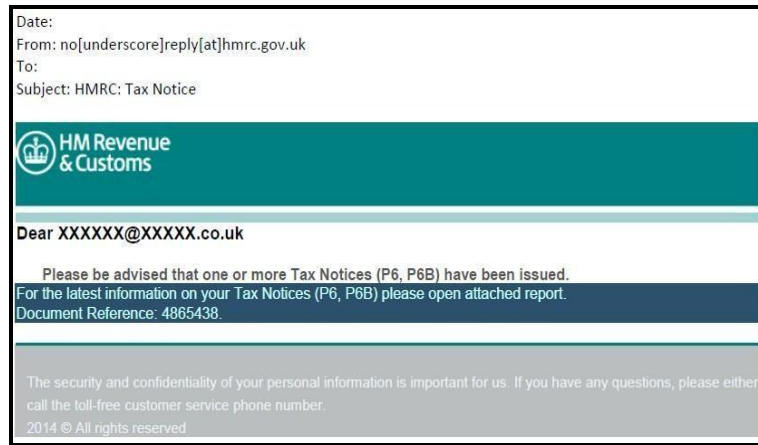 Date:
From: no[underscore]reply[at]hmrc.gov.uk
To:
Subject: HMRC: Tax Notice
HM Revenue
& Customs
Dear XXXXXX@XXXXX.co.uk
Please be advised that one or more Tax Notices (P6, P6B) have been issued.
For the latest information on your Tax Notices (P6, P6B) please open attached report.
Document Reference: 4865438.
The security and confidentiality of your personal information is important for us. If you have any questions, please either
call the toll-free customer service phone number.
2014 © All rights reserved